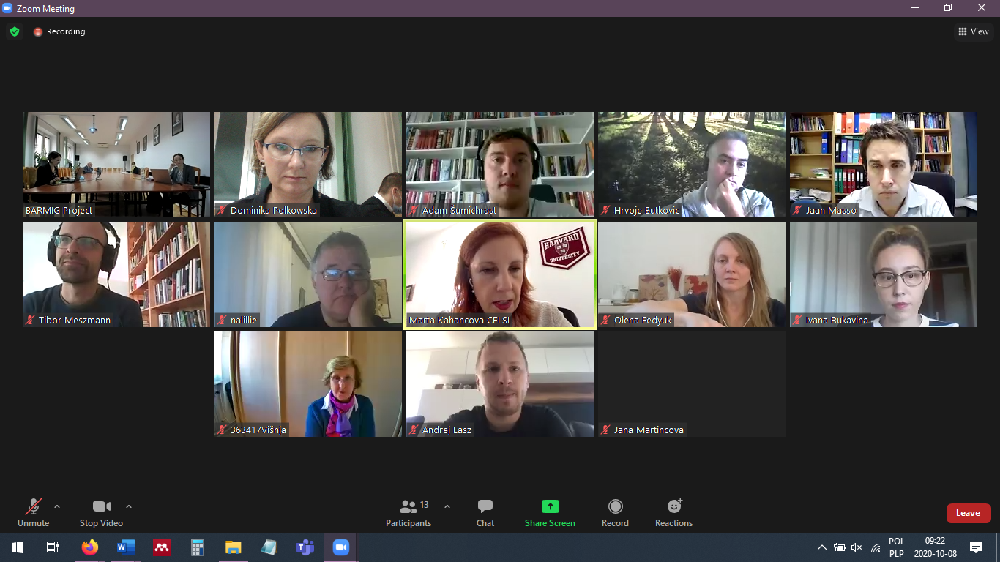 Zoom Meeting
Recording
View
BARMIG Project
Dominika Polkowska
Adam Šumichrast
Hrvoje Butkovic
Jaan Masso
Tibor Meszmann
nalillie
HARVARD
UNIVERSITY
Marta Kahancova CELSI
Olena Fedyuk
Ivana Rukavina
363417Višnja
Andrej Lasz
Jana Martincova
Unmute
Stop Video
13
Participants
Chat
Share Screen
Record
Reactions
Leave
POL
PLP
09:22
2020-10-08